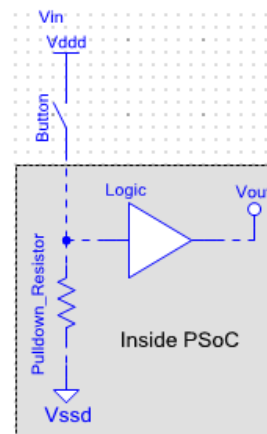 Vin
Vddd
Button
Logic
Vout
Pulldown_Resistor
Inside PSoC
Vssd